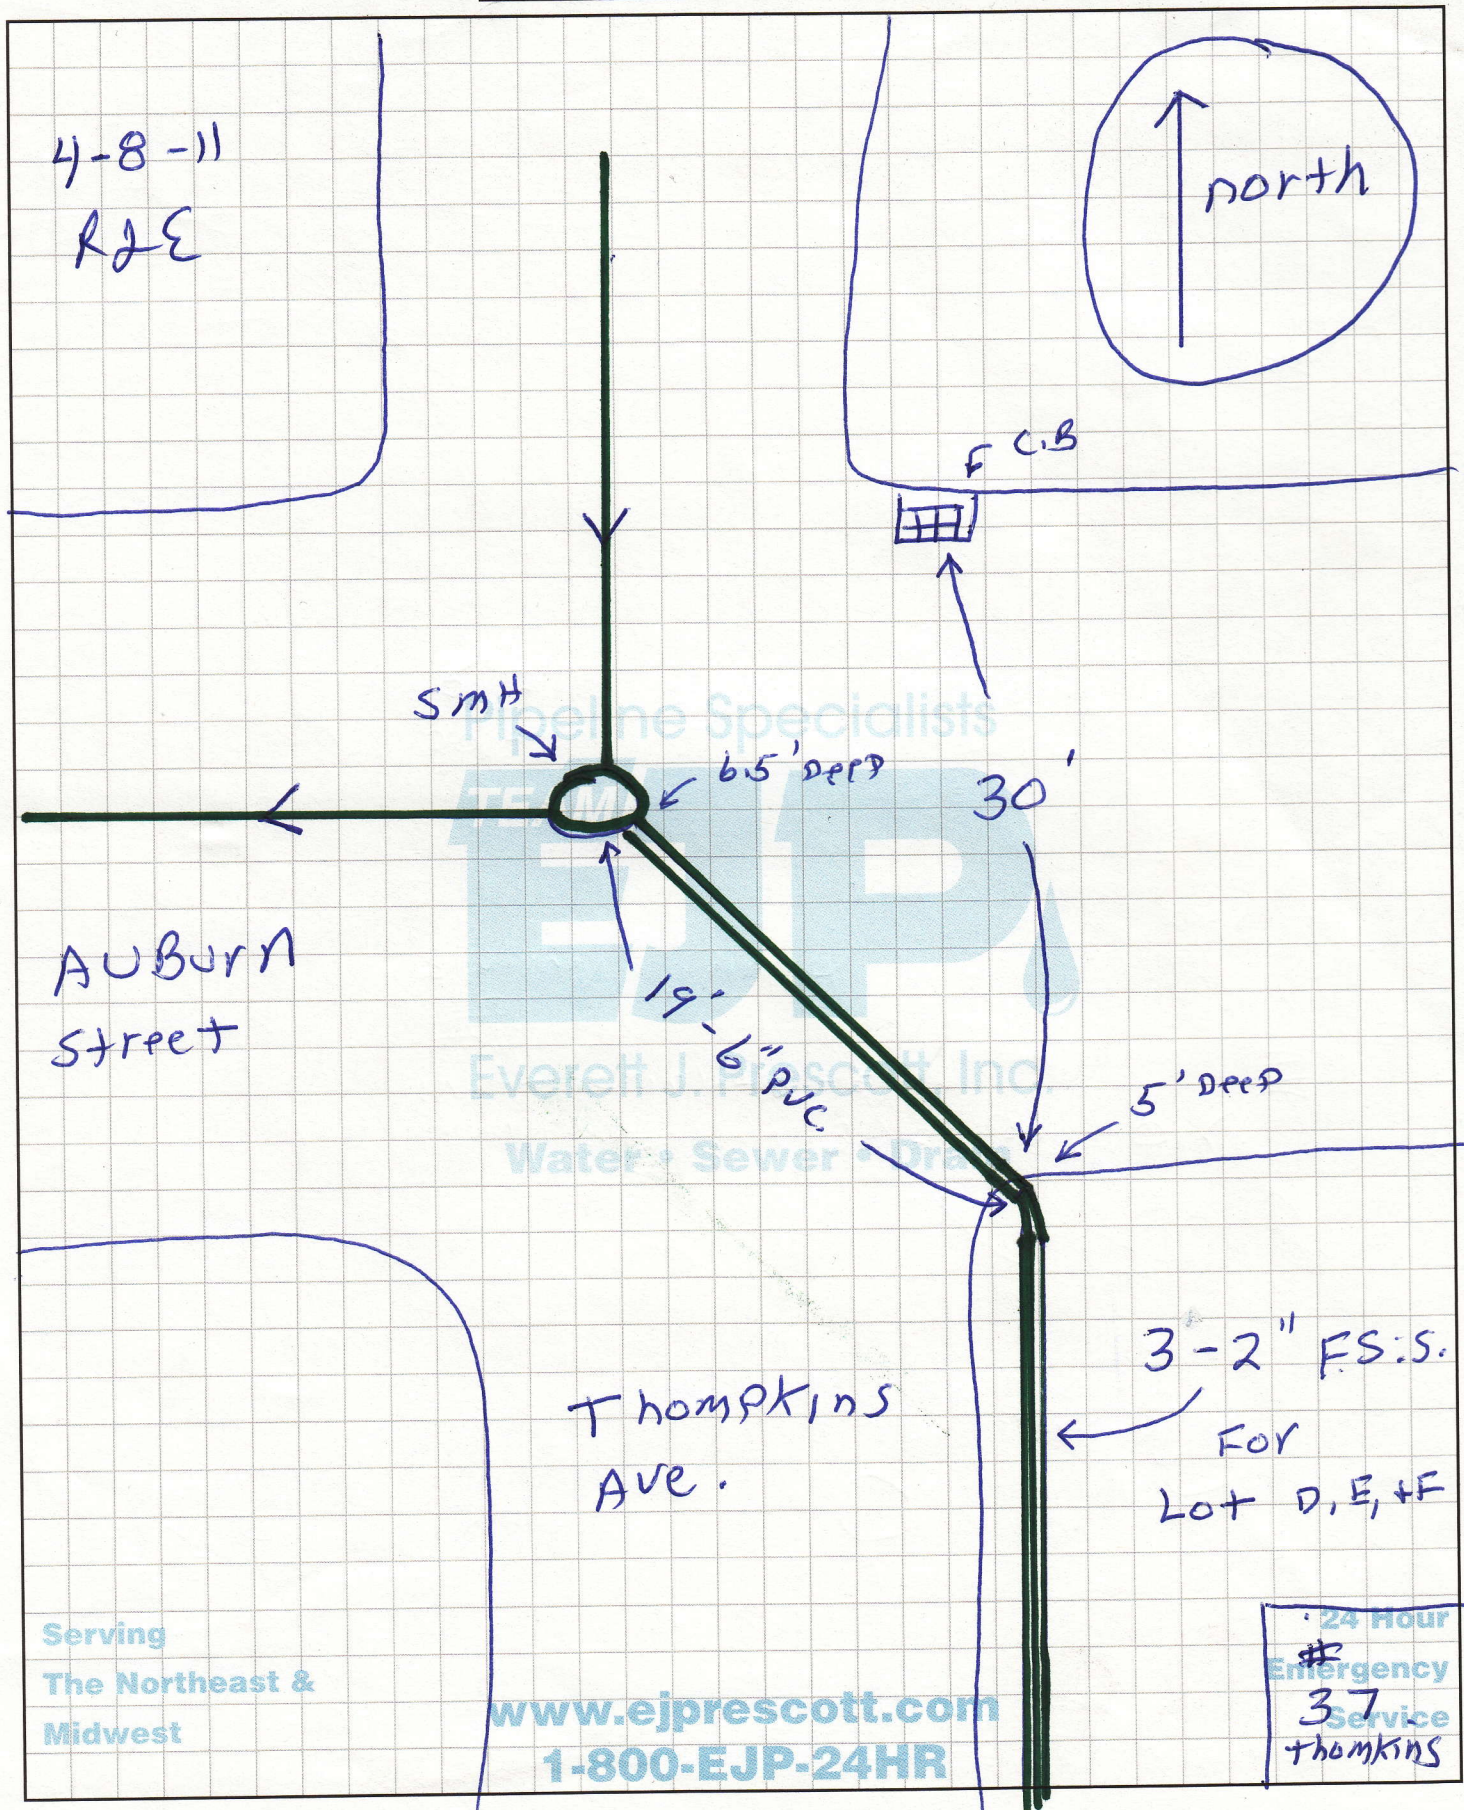 4-8-11
RJE
north
C.B
SMH
Pipeline Specialists
6.5' Deep
30'
TEAM
EJP
Auburn
Street
19'-
6"
PVC
Everett J. Prescott, Inc.
5' Deep
Water • Sewer • Drain
3-2" F.S.S.
For
Lot D, E, +F
Thompkins
Ave.
Serving
The Northeast &
Midwest
24 Hour
Emergency
Service
#
37
thomkins
www.ejprescott.com
1-800-EJP-24HR